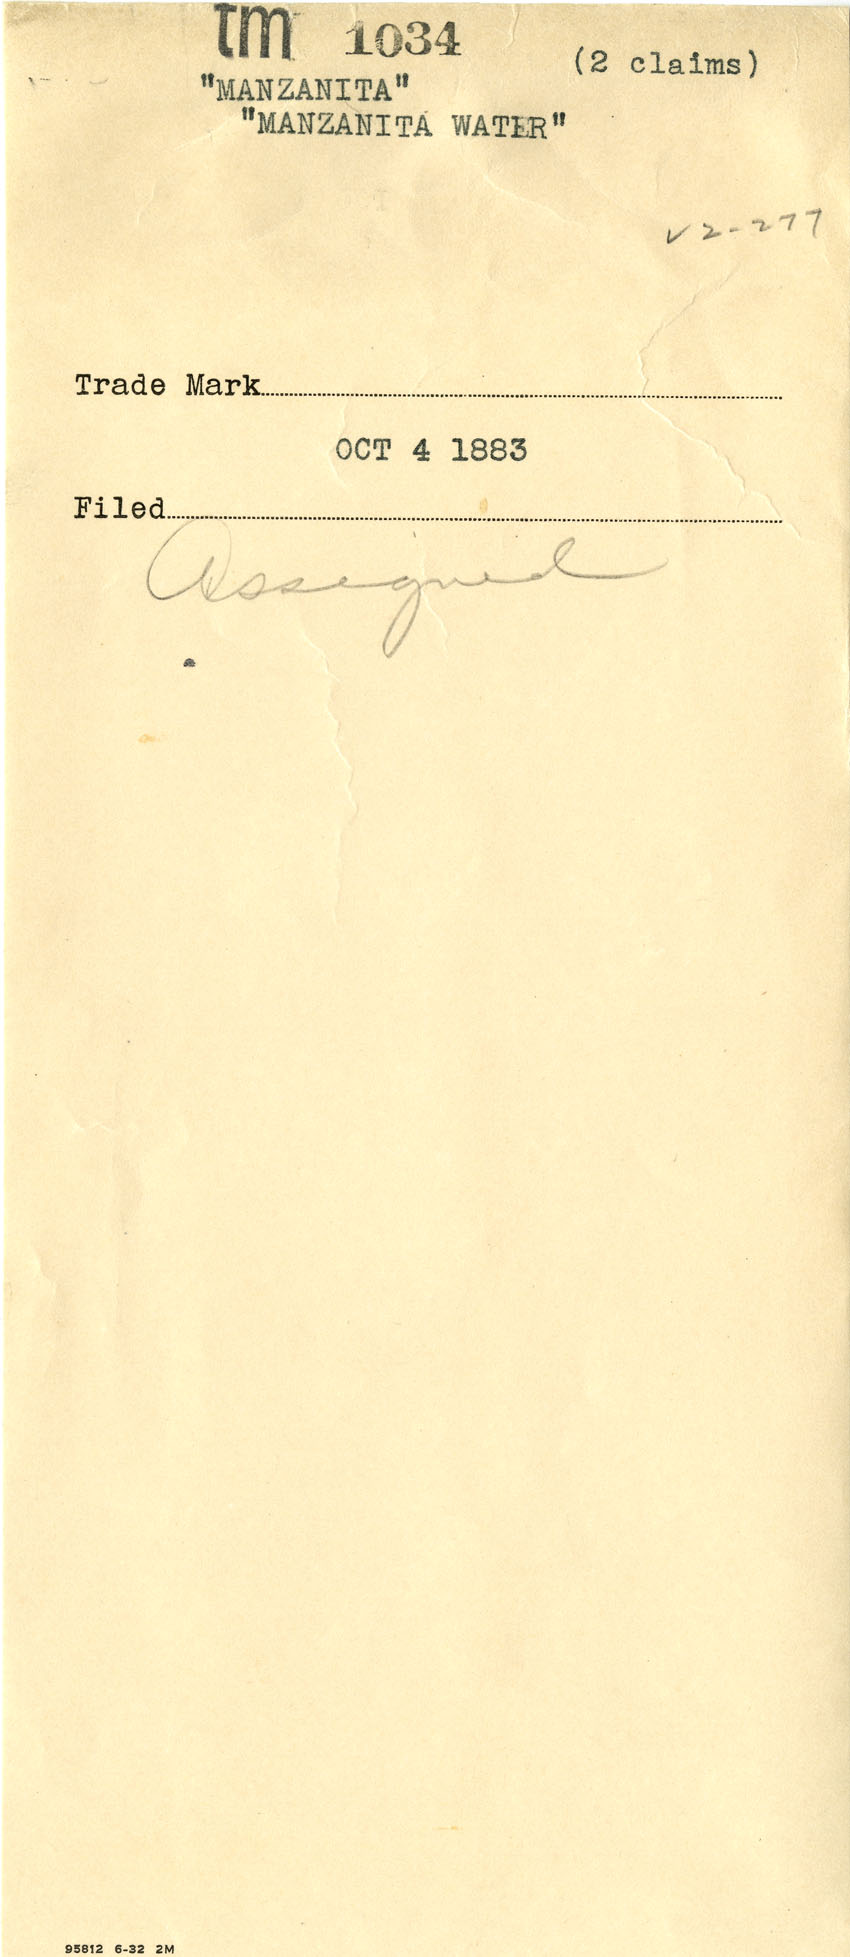 tm 1034 (2 claims)
"MANZANITA"
"MANZANITA WATER"
V2-277
Trade Mark
OCT 4 1883
Filed
Assigned
95812 6-32 2M